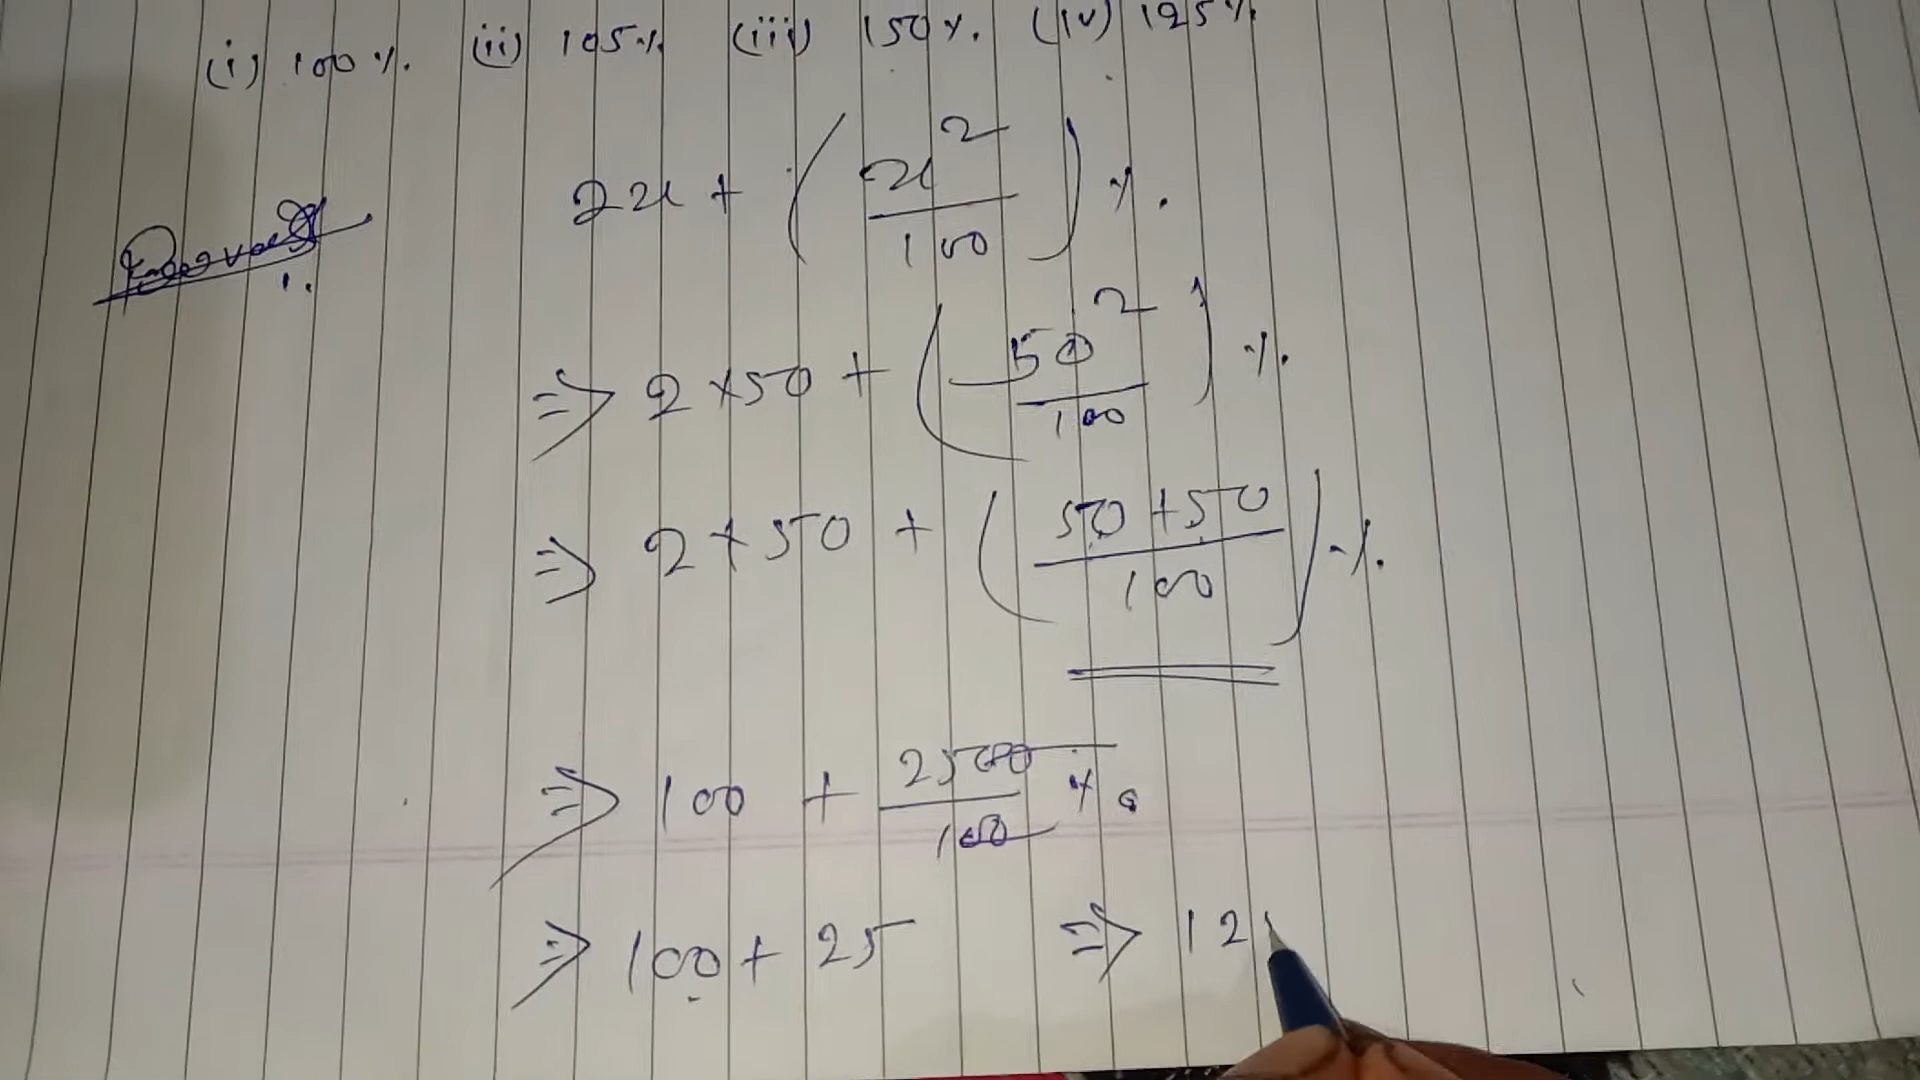 (i) 100 %. (ii) 105% (iii) 150%. (iv) 125%
2x + ( x² / 100 ) %.
⇒ 2 × 50 + ( 50² / 100 ) %.
⇒ 2 × 50 + ( 50 + 50 / 100 ) %.
⇒ 100 + 2500 / 100 %.
⇒ 100 + 25 ⇒ 12